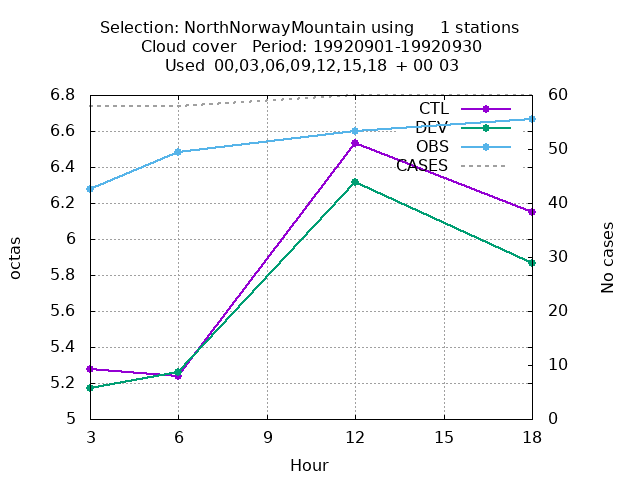 Selection: NorthNorwayMountain using 1 stations
Cloud cover Period: 19920901-19920930
Used 00,03,06,09,12,15,18 + 00 03
6.8
6.6
6.4
6.2
6
5.8
5.6
5.4
5.2
5
60
50
40
30
20
10
0
CTL
DEV
OBS
CASES
octas
No cases
3 6 9 12 15 18
Hour